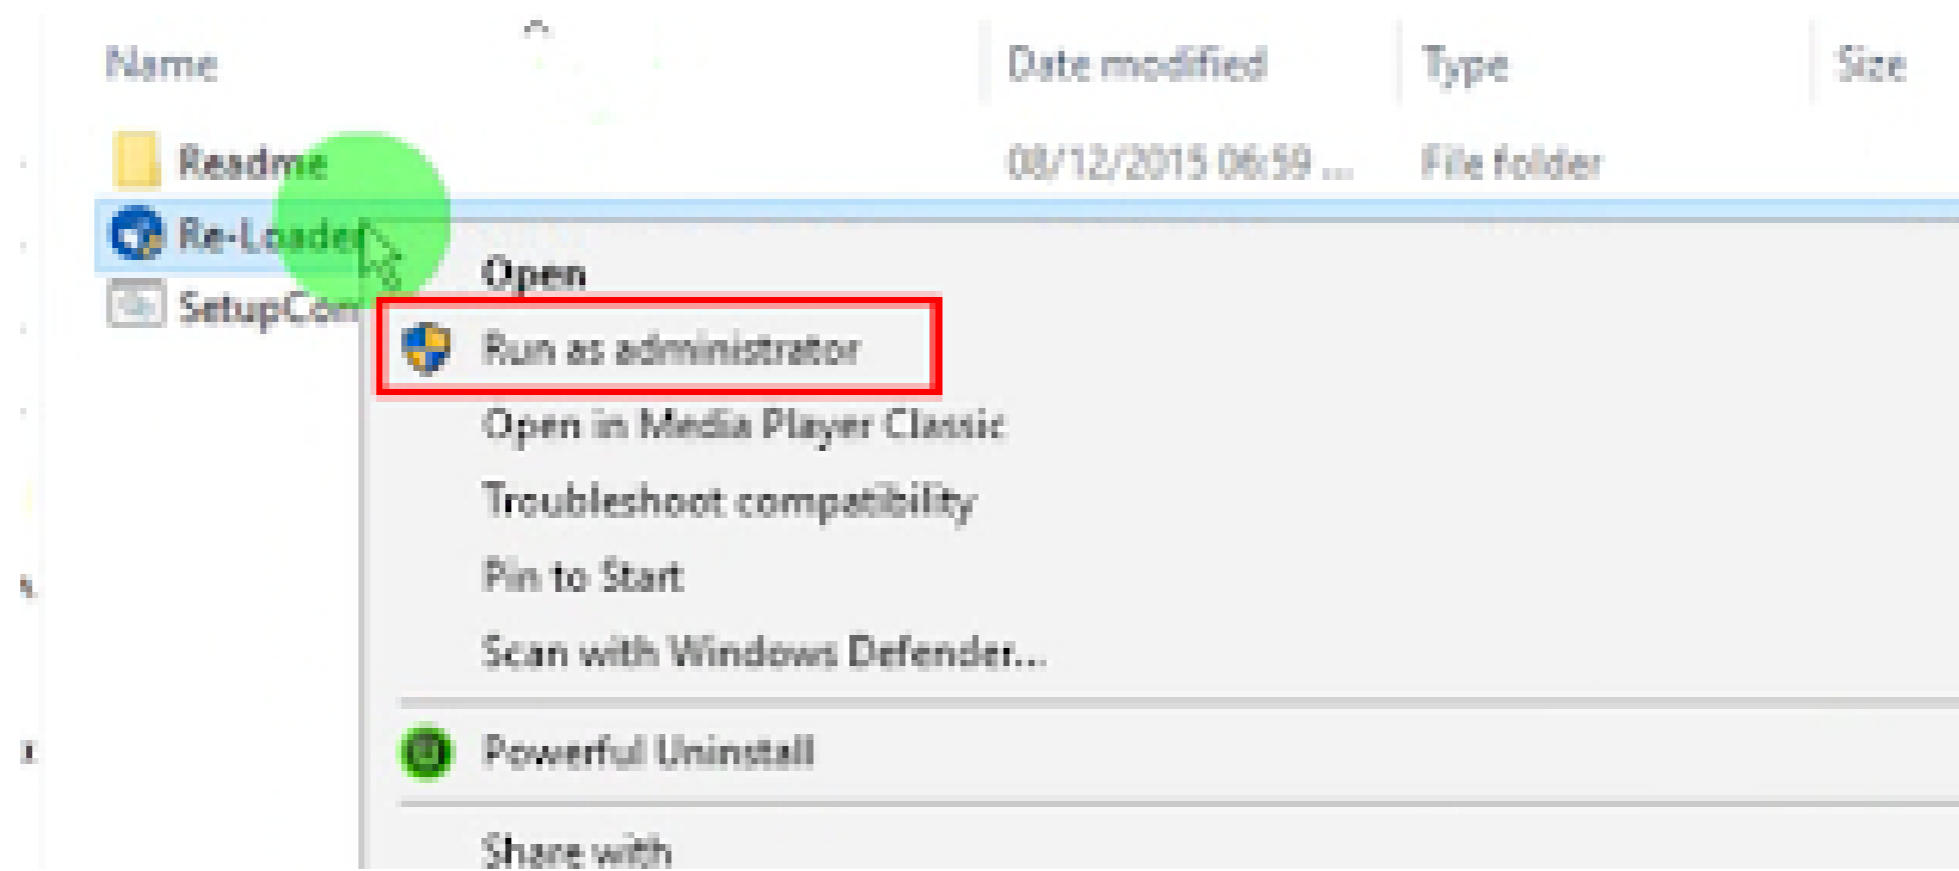 Name Date modified Type Size
Readme 08/12/2015 06:59 ... File folder
Re-Loader
SetupCom
Open
Run as administrator
Open in Media Player Classic
Troubleshoot compatibility
Pin to Start
Scan with Windows Defender...
Powerful Uninstall
Share with